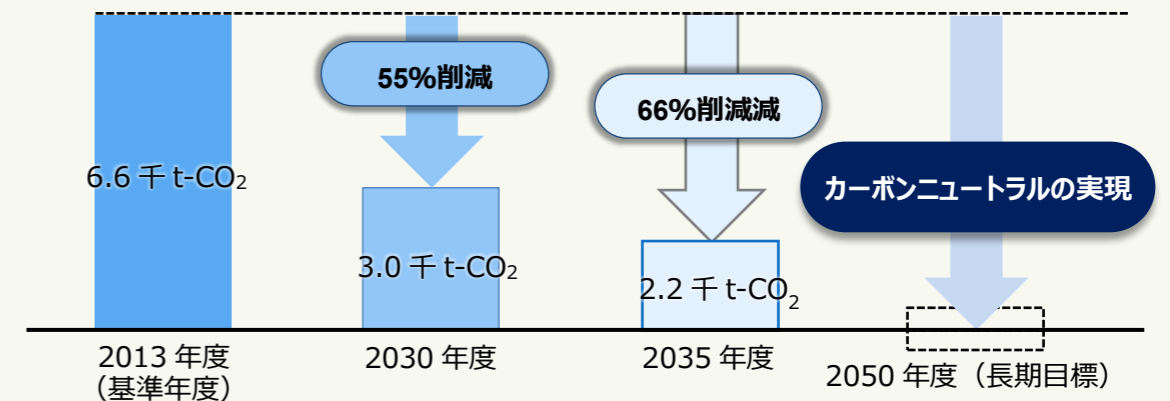 55%削減
66%削減減
6.6 千 t-CO₂
カーボンニュートラルの実現
3.0 千 t-CO₂
2.2 千 t-CO₂
2013 年度
（基準年度）
2030 年度
2035 年度
2050 年度（長期目標）